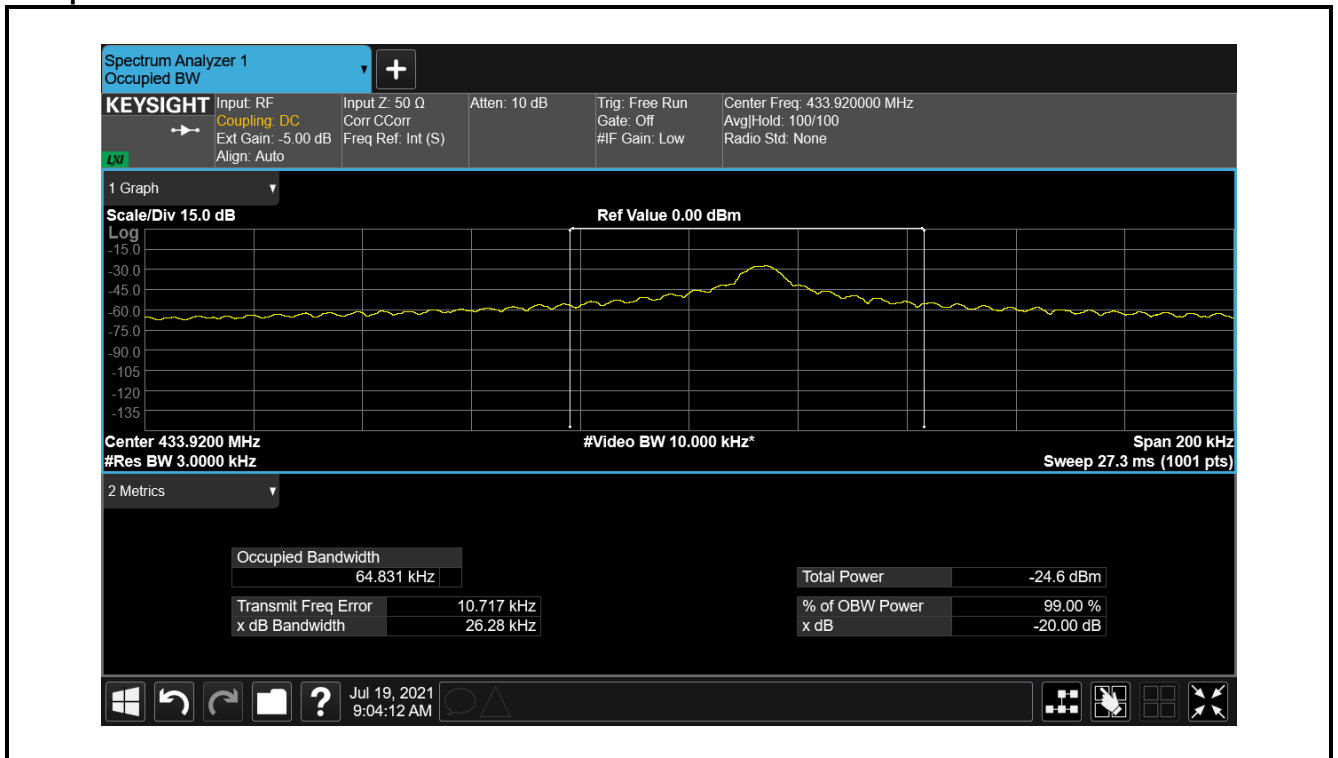 Spectrum Analyzer 1
Occupied BW
+
KEYSIGHT
LXI
Input: RF
Coupling: DC
Ext Gain: -5.00 dB
Align: Auto
Input Z: 50 Ω
Corr CCorr
Freq Ref: Int (S)
Atten: 10 dB
Trig: Free Run
Gate: Off
#IF Gain: Low
Center Freq: 433.920000 MHz
Avg|Hold: 100/100
Radio Std: None
1 Graph
Scale/Div 15.0 dB
Ref Value 0.00 dBm
Log
-15.0
-30.0
-45.0
-60.0
-75.0
-90.0
-105
-120
-135
Center 433.9200 MHz
#Video BW 10.000 kHz*
Span 200 kHz
#Res BW 3.0000 kHz
Sweep 27.3 ms (1001 pts)
2 Metrics
Occupied Bandwidth
64.831 kHz
Total Power -24.6 dBm
Transmit Freq Error 10.717 kHz
% of OBW Power 99.00 %
x dB Bandwidth 26.28 kHz
x dB -20.00 dB
?
Jul 19, 2021
9:04:12 AM